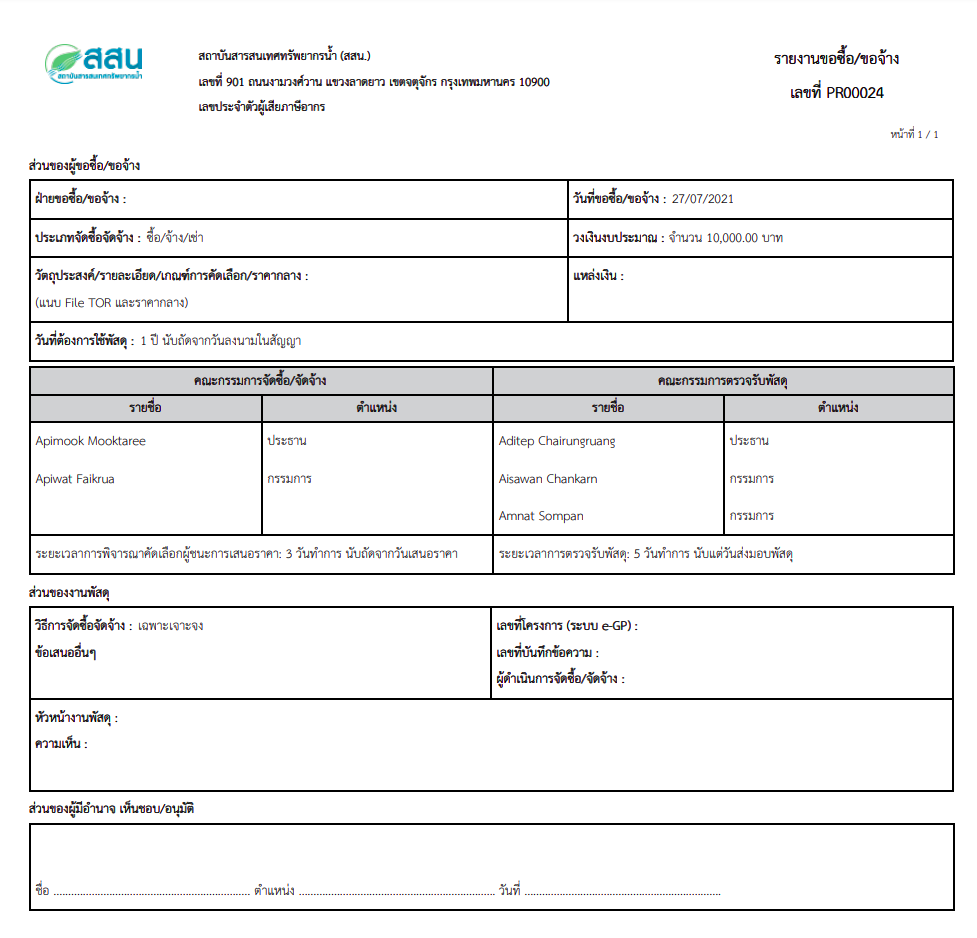 สสน
สถาบันสารสนเทศทรัพยากรน้ำ
สถาบันสารสนเทศทรัพยากรน้ำ (สสน.)
เลขที่ 901 ถนนงามวงศ์วาน แขวงลาดยาว เขตจตุจักร กรุงเทพมหานคร 10900
เลขประจำตัวผู้เสียภาษีอากร
รายงานขอซื้อ/ขอจ้าง
เลขที่ PR00024
หน้าที่ 1 / 1
ส่วนของผู้ขอซื้อ/ขอจ้าง
ฝ่ายขอซื้อ/ขอจ้าง :
วันที่ขอซื้อ/ขอจ้าง : 27/07/2021
ประเภทจัดซื้อจัดจ้าง : ซื้อ/จ้าง/เช่า
วงเงินงบประมาณ : จำนวน 10,000.00 บาท
วัตถุประสงค์/รายละเอียด/เกณฑ์การคัดเลือก/ราคากลาง :
(แนบ File TOR และราคากลาง)
แหล่งเงิน :
วันที่ต้องการใช้พัสดุ : 1 ปี นับถัดจากวันลงนามในสัญญา
คณะกรรมการจัดซื้อ/จัดจ้าง
คณะกรรมการตรวจรับพัสดุ
รายชื่อ ตำแหน่ง รายชื่อ ตำแหน่ง
Apimook Mooktaree ประธาน Aditep Chairungruang ประธาน
Apiwat Faikrua กรรมการ Aisawan Chankarn กรรมการ
Amnat Sompan กรรมการ
ระยะเวลาการพิจารณาคัดเลือกผู้ชนะการเสนอราคา: 3 วันทำการ นับถัดจากวันเสนอราคา
ระยะเวลาการตรวจรับพัสดุ: 5 วันทำการ นับแต่วันส่งมอบพัสดุ
ส่วนของงานพัสดุ
วิธีการจัดซื้อจัดจ้าง : เฉพาะเจาะจง
ข้อเสนออื่นๆ
เลขที่โครงการ (ระบบ e-GP) :
เลขที่บันทึกข้อความ :
ผู้ดำเนินการจัดซื้อ/จัดจ้าง :
หัวหน้างานพัสดุ :
ความเห็น :
ส่วนของผู้มีอำนาจ เห็นชอบ/อนุมัติ
ชื่อ .................................................................. ตำแหน่ง .................................................................. วันที่ ..................................................................